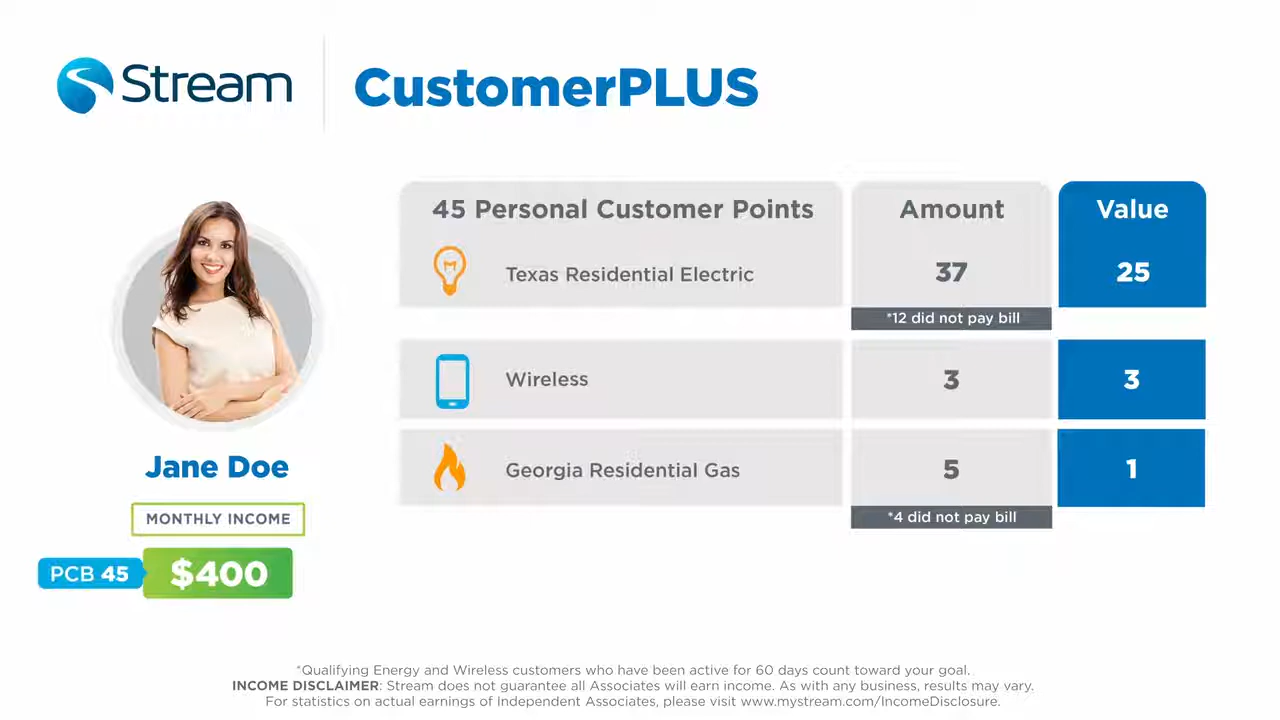 Stream
CustomerPLUS
45 Personal Customer Points
Amount
Value
Texas Residential Electric
37
25
*12 did not pay bill
Wireless
3
3
Georgia Residential Gas
5
1
*4 did not pay bill
Jane Doe
MONTHLY INCOME
PCB 45
$400
*Qualifying Energy and Wireless customers who have been active for 60 days count toward your goal.
INCOME DISCLAIMER: Stream does not guarantee all Associates will earn income. As with any business, results may vary.
For statistics on actual earnings of Independent Associates, please visit www.mystream.com/IncomeDisclosure.